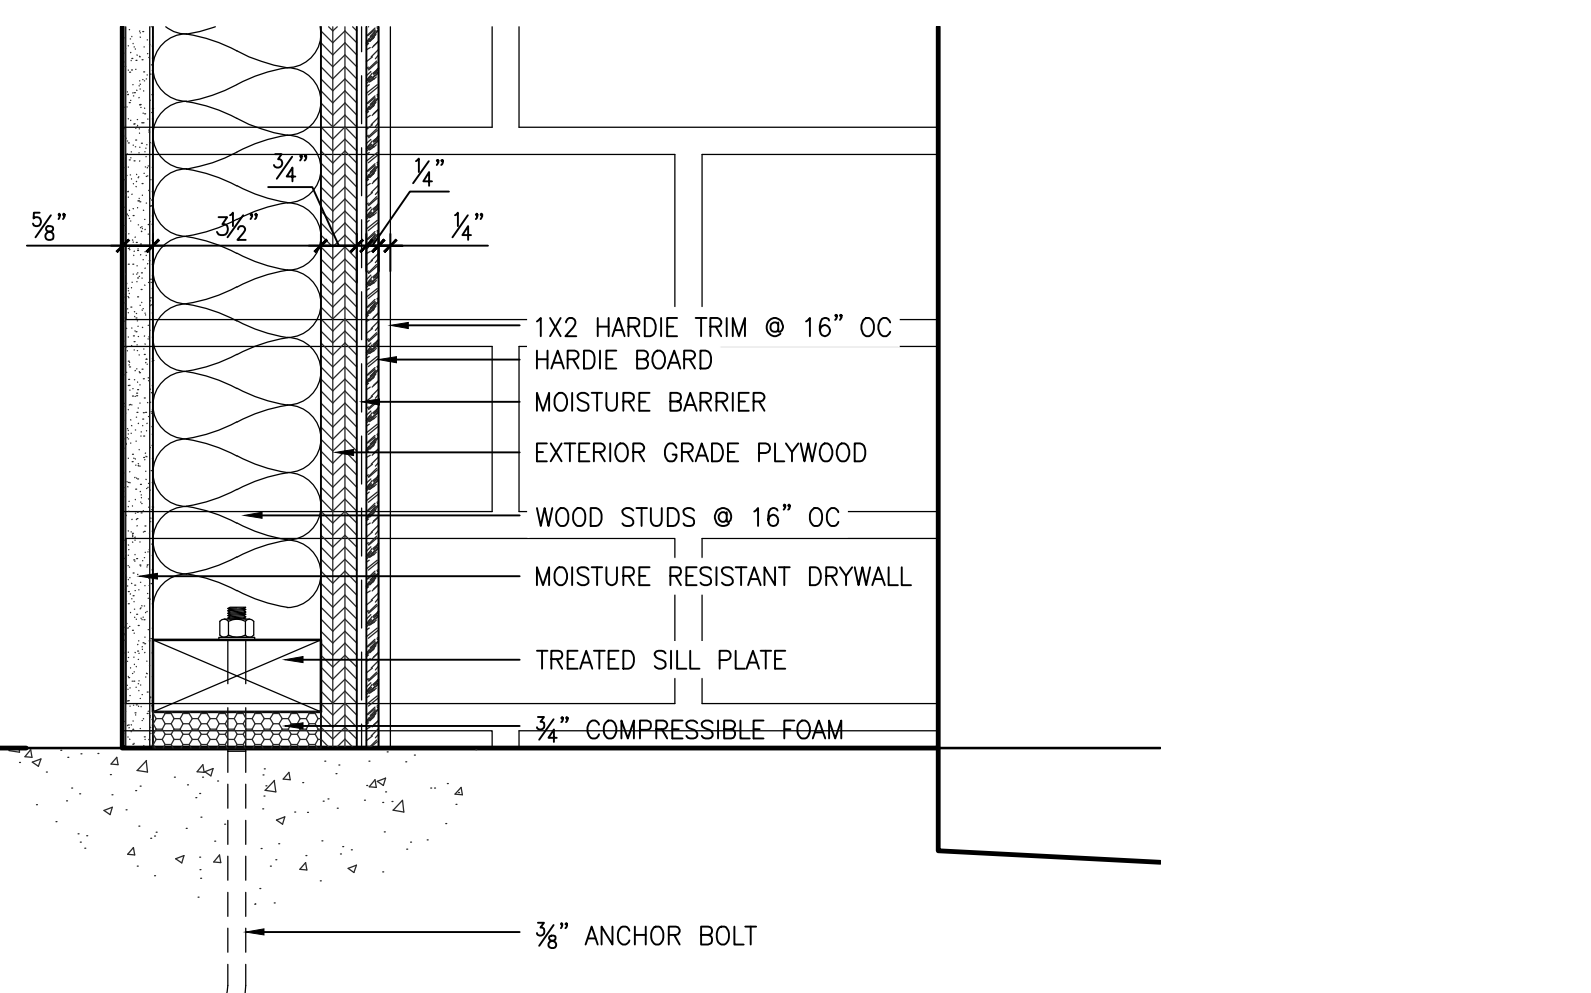 ¾” ¼”
⅝” 3½” ¼”
1X2 HARDIE TRIM @ 16” OC
HARDIE BOARD
MOISTURE BARRIER
EXTERIOR GRADE PLYWOOD
WOOD STUDS @ 16” OC
MOISTURE RESISTANT DRYWALL
TREATED SILL PLATE
¾” COMPRESSIBLE FOAM
⅜” ANCHOR BOLT